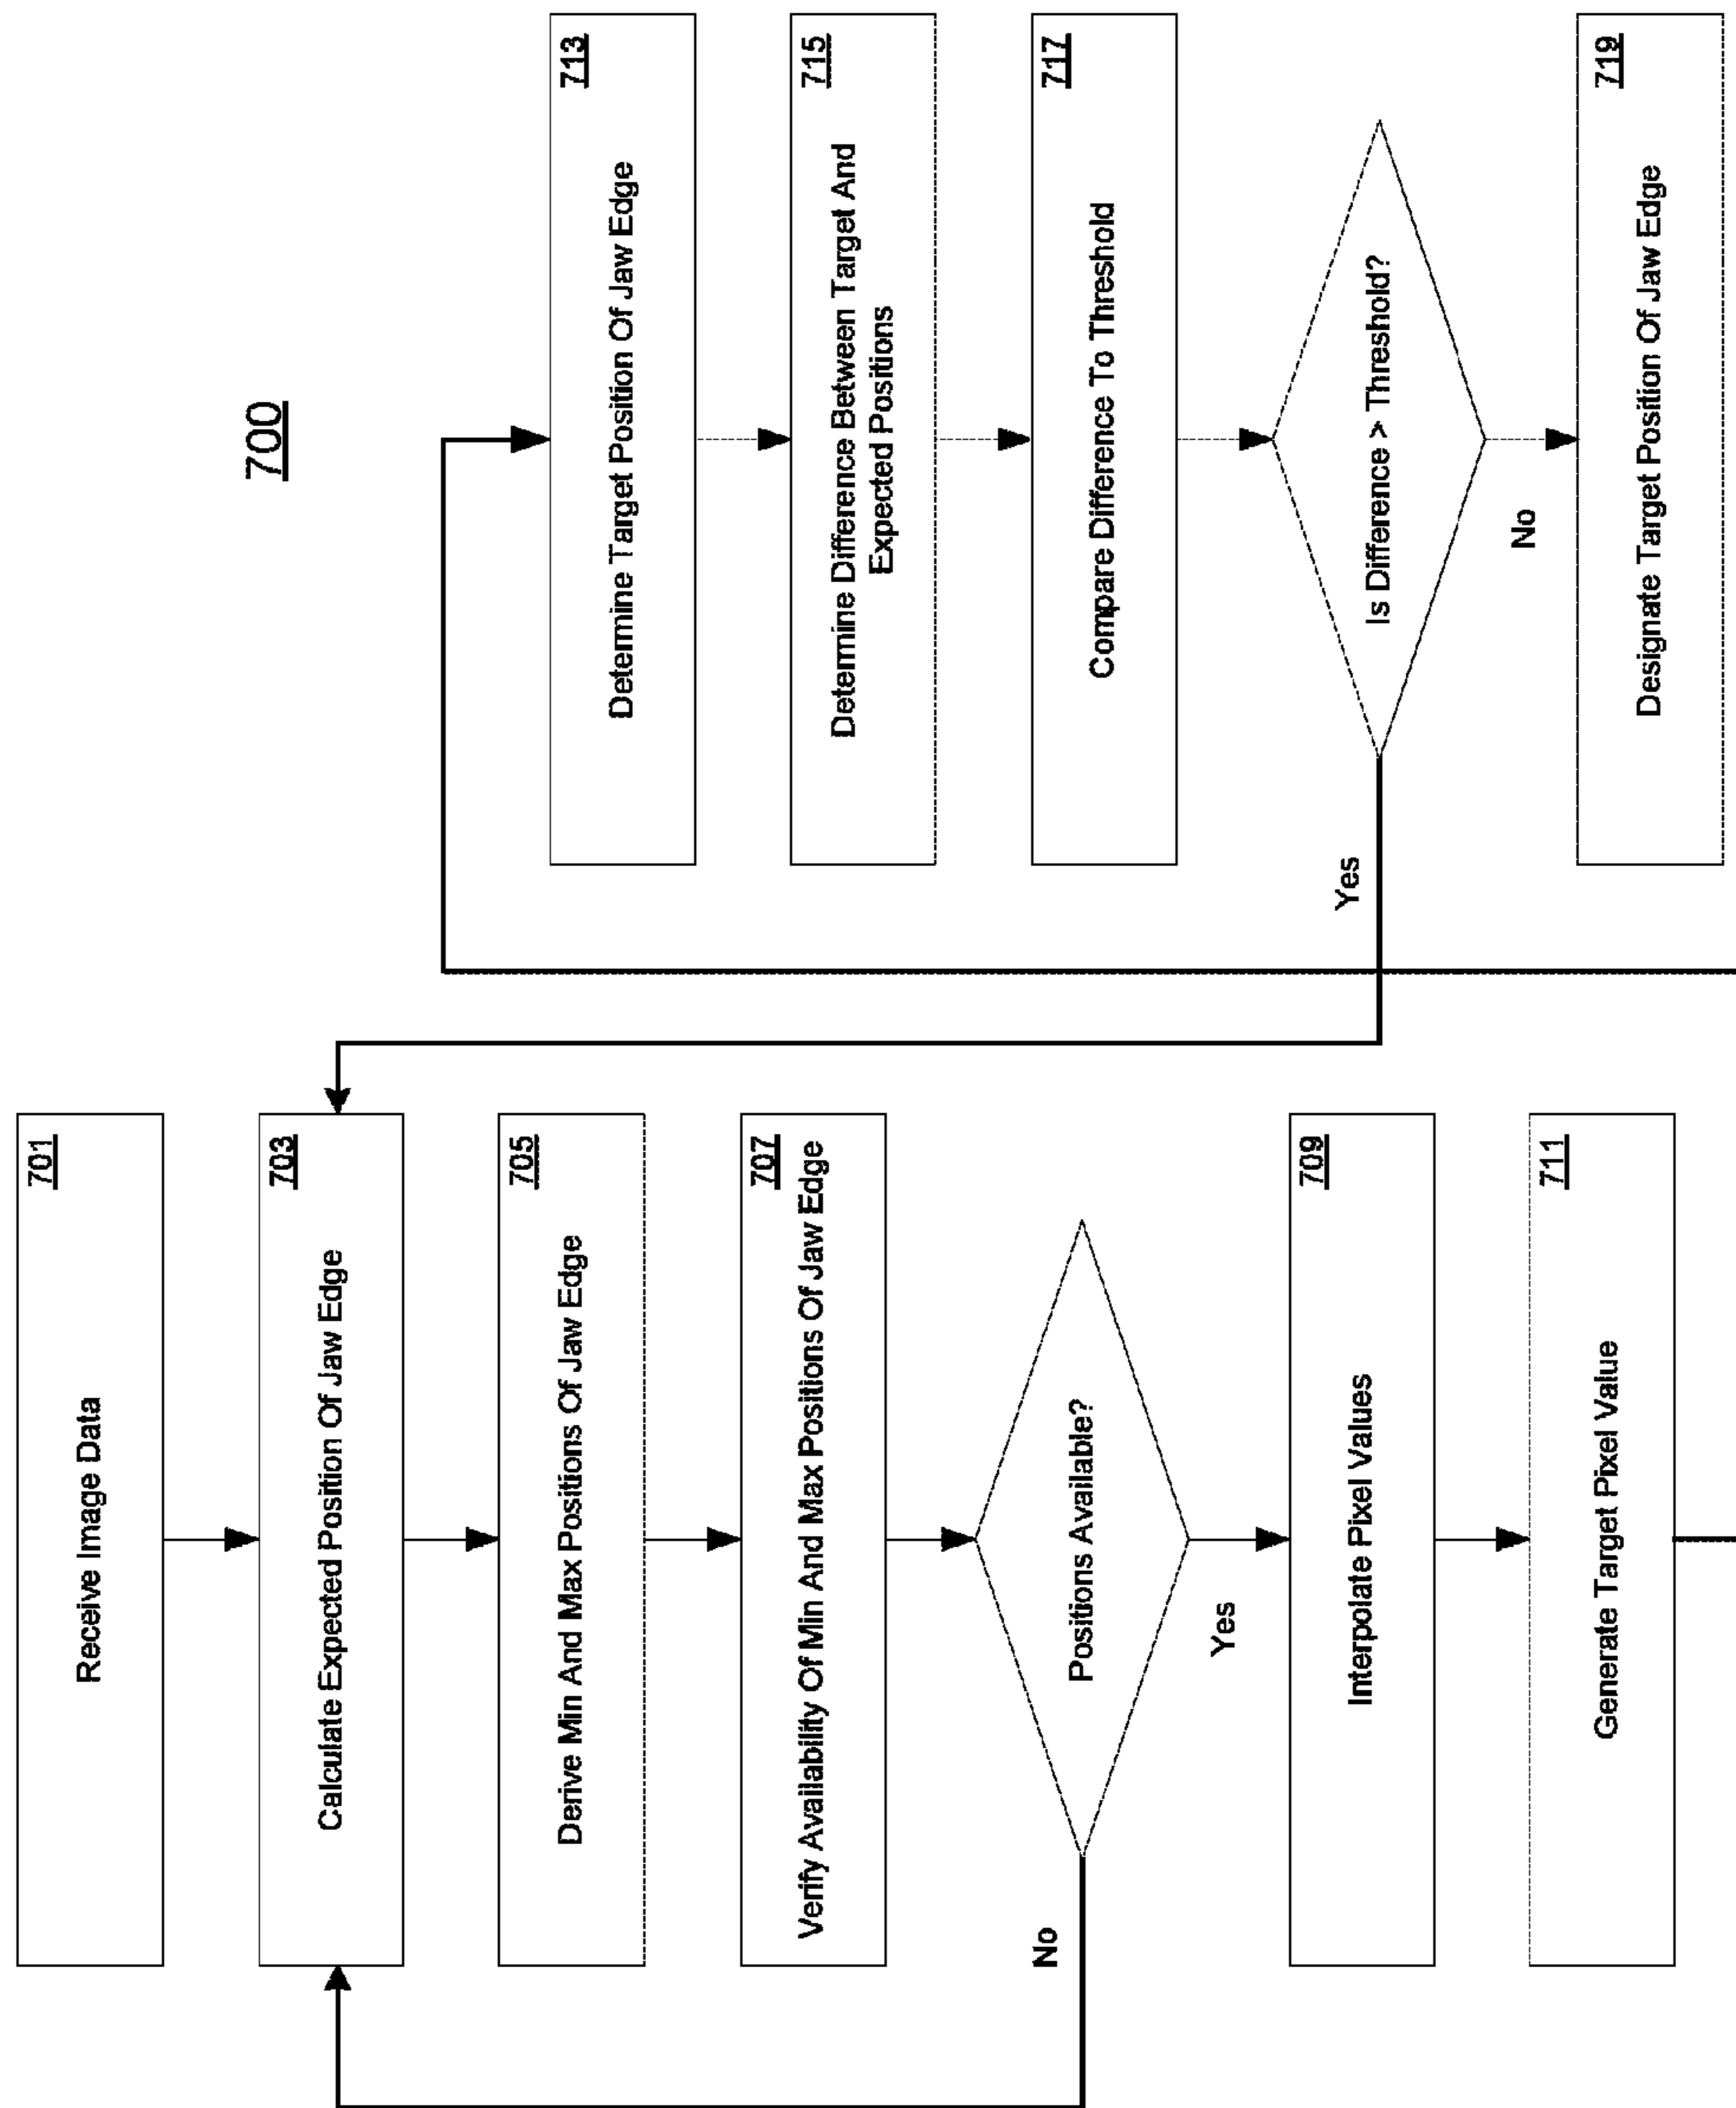 700
701
Receive Image Data
703
Calculate Expected Position Of Jaw Edge
705
Derive Min And Max Positions Of Jaw Edge
707
Verify Availability Of Min And Max Positions Of Jaw Edge
Positions Available?
No
Yes
709
Interpolate Pixel Values
711
Generate Target Pixel Value
713
Determine Target Position Of Jaw Edge
715
Determine Difference Between Target And
Expected Positions
717
Compare Difference To Threshold
Is Difference > Threshold?
Yes
No
719
Designate Target Position Of Jaw Edge